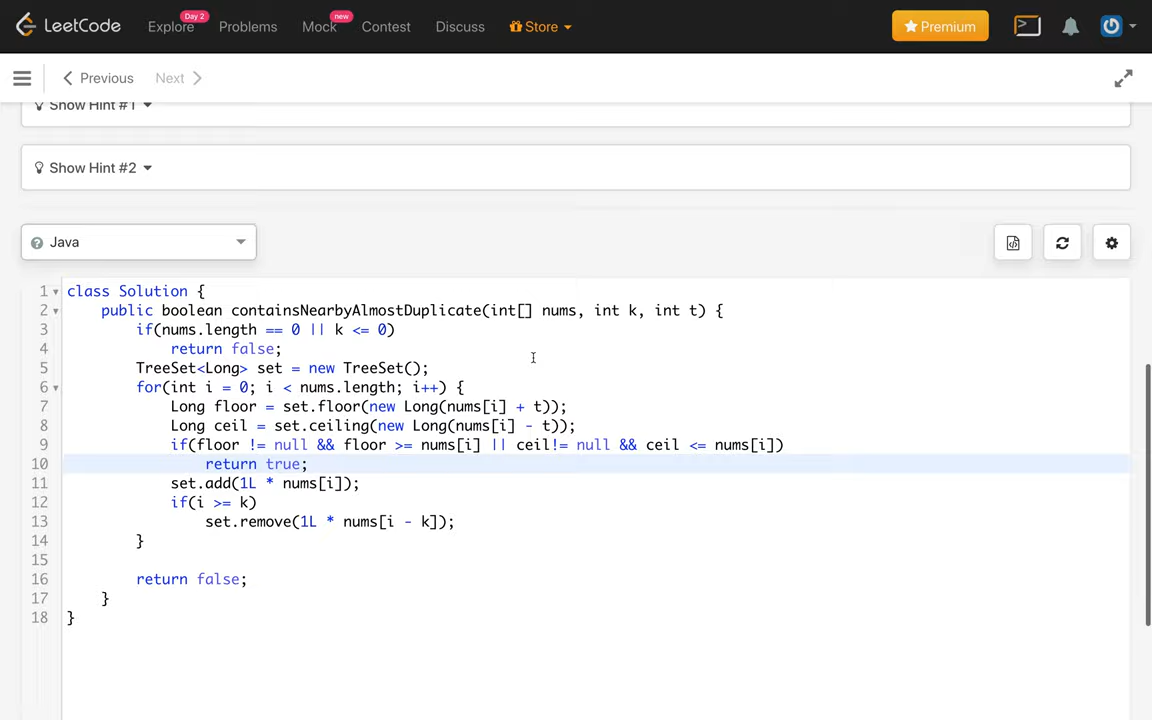 LeetCode
Explore
Day 2
Problems
Mock
new
Contest
Discuss
Store
Premium
Previous
Next
Show Hint #1
Show Hint #2
Java
1 class Solution {
2     public boolean containsNearbyAlmostDuplicate(int[] nums, int k, int t) {
3         if(nums.length == 0 || k <= 0)
4             return false;
5         TreeSet<Long> set = new TreeSet();
6         for(int i = 0; i < nums.length; i++) {
7             Long floor = set.floor(new Long(nums[i] + t));
8             Long ceil = set.ceiling(new Long(nums[i] - t));
9             if(floor != null && floor >= nums[i] || ceil!= null && ceil <= nums[i])
10                 return true;
11             set.add(1L * nums[i]);
12             if(i >= k)
13                 set.remove(1L * nums[i - k]);
14         }
15
16         return false;
17     }
18 }